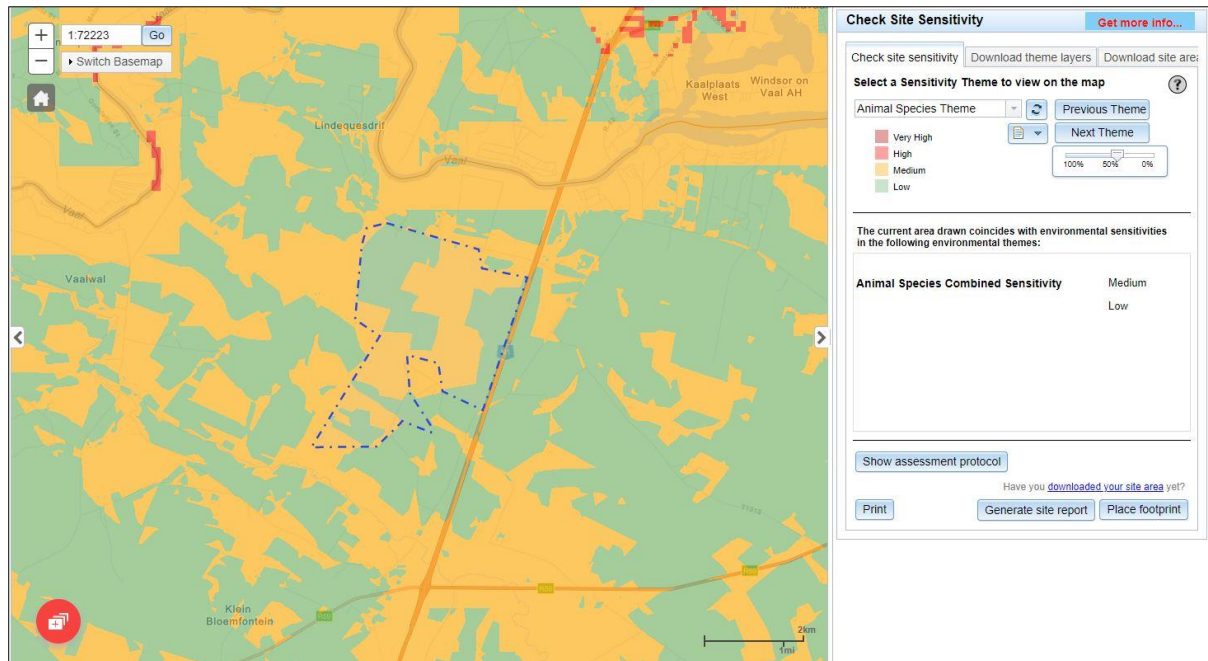 +
1:72223 Go
−
Switch Basemap
Lindequesdrif
Vaal
Vaal
Vaalwal
Kaalplaats
West
Windsor on
Vaal AH
Klein
Bloemfontein
2km
1mi
Check Site Sensitivity
Get more info...
Check site sensitivity
Download theme layers
Download site area
Select a Sensitivity Theme to view on the map
?
Animal Species Theme
Previous Theme
Next Theme
Very High
High
Medium
Low
100% 50% 0%
The current area drawn coincides with environmental sensitivities
in the following environmental themes:
Animal Species Combined Sensitivity Medium
Low
Show assessment protocol
Have you downloaded your site area yet?
Print
Generate site report
Place footprint